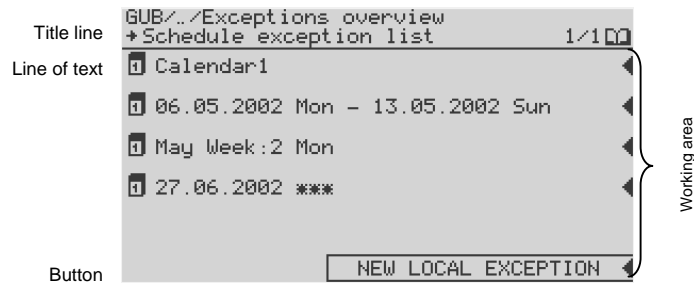 GUB/../Exceptions overview
Title line
Schedule exception list 1/1
Line of text
Calendar1
06.05.2002 Mon - 13.05.2002 Sun
May Week:2 Mon
27.06.2002 ***
Working area
Button
NEW LOCAL EXCEPTION